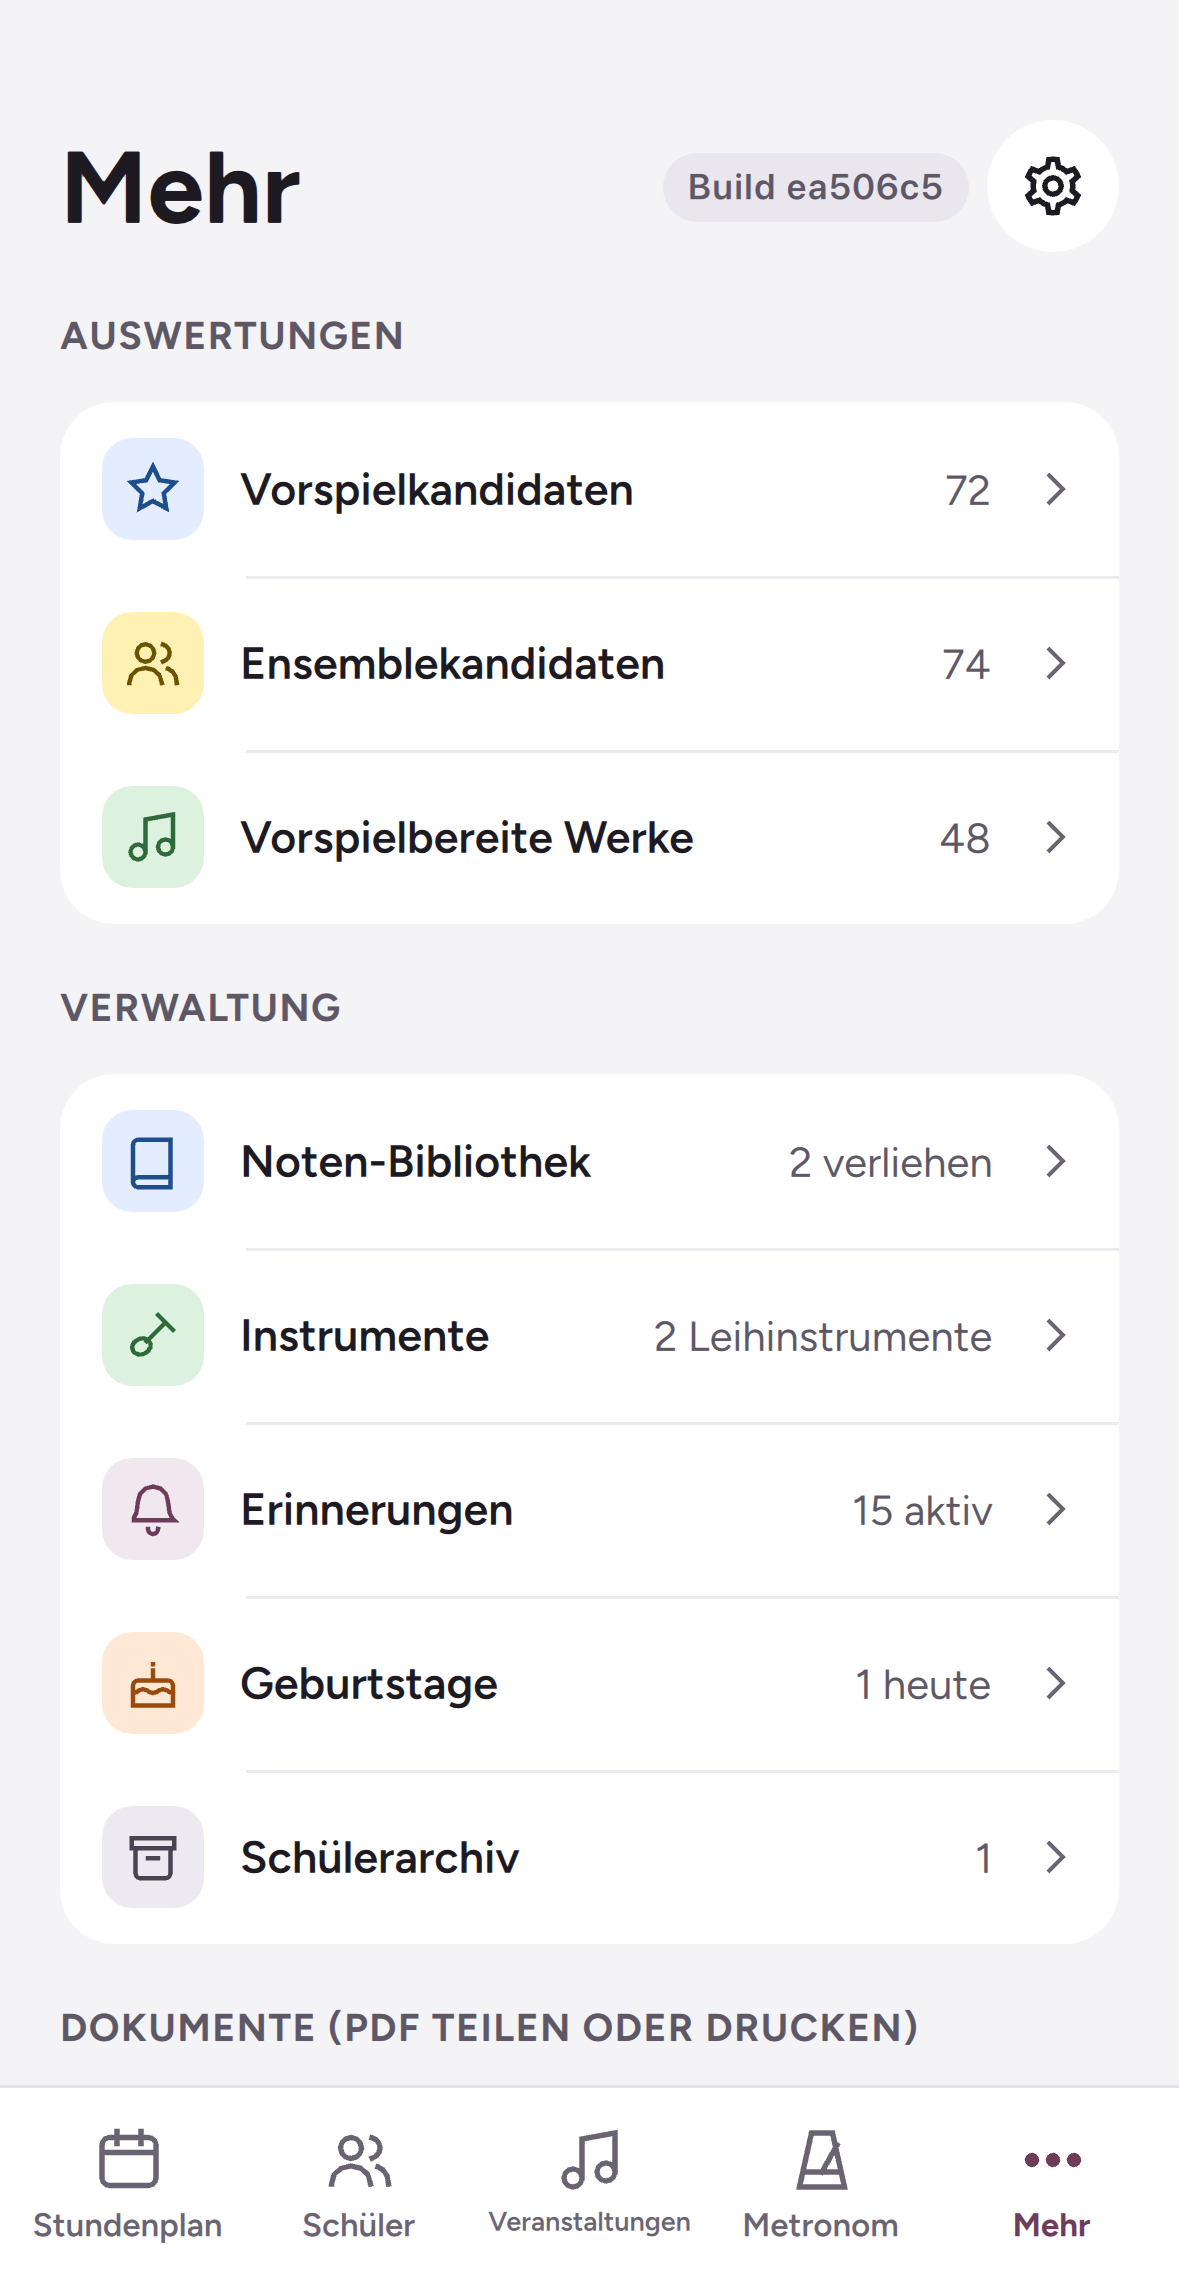 Mehr
Build ea506c5
AUSWERTUNGEN
Vorspielkandidaten 72
Ensemblekandidaten 74
Vorspielbereite Werke 48
VERWALTUNG
Noten-Bibliothek 2 verliehen
Instrumente 2 Leihinstrumente
Erinnerungen 15 aktiv
Geburtstage 1 heute
Schülerarchiv 1
DOKUMENTE (PDF TEILEN ODER DRUCKEN)
Stundenplan Schüler Veranstaltungen Metronom Mehr